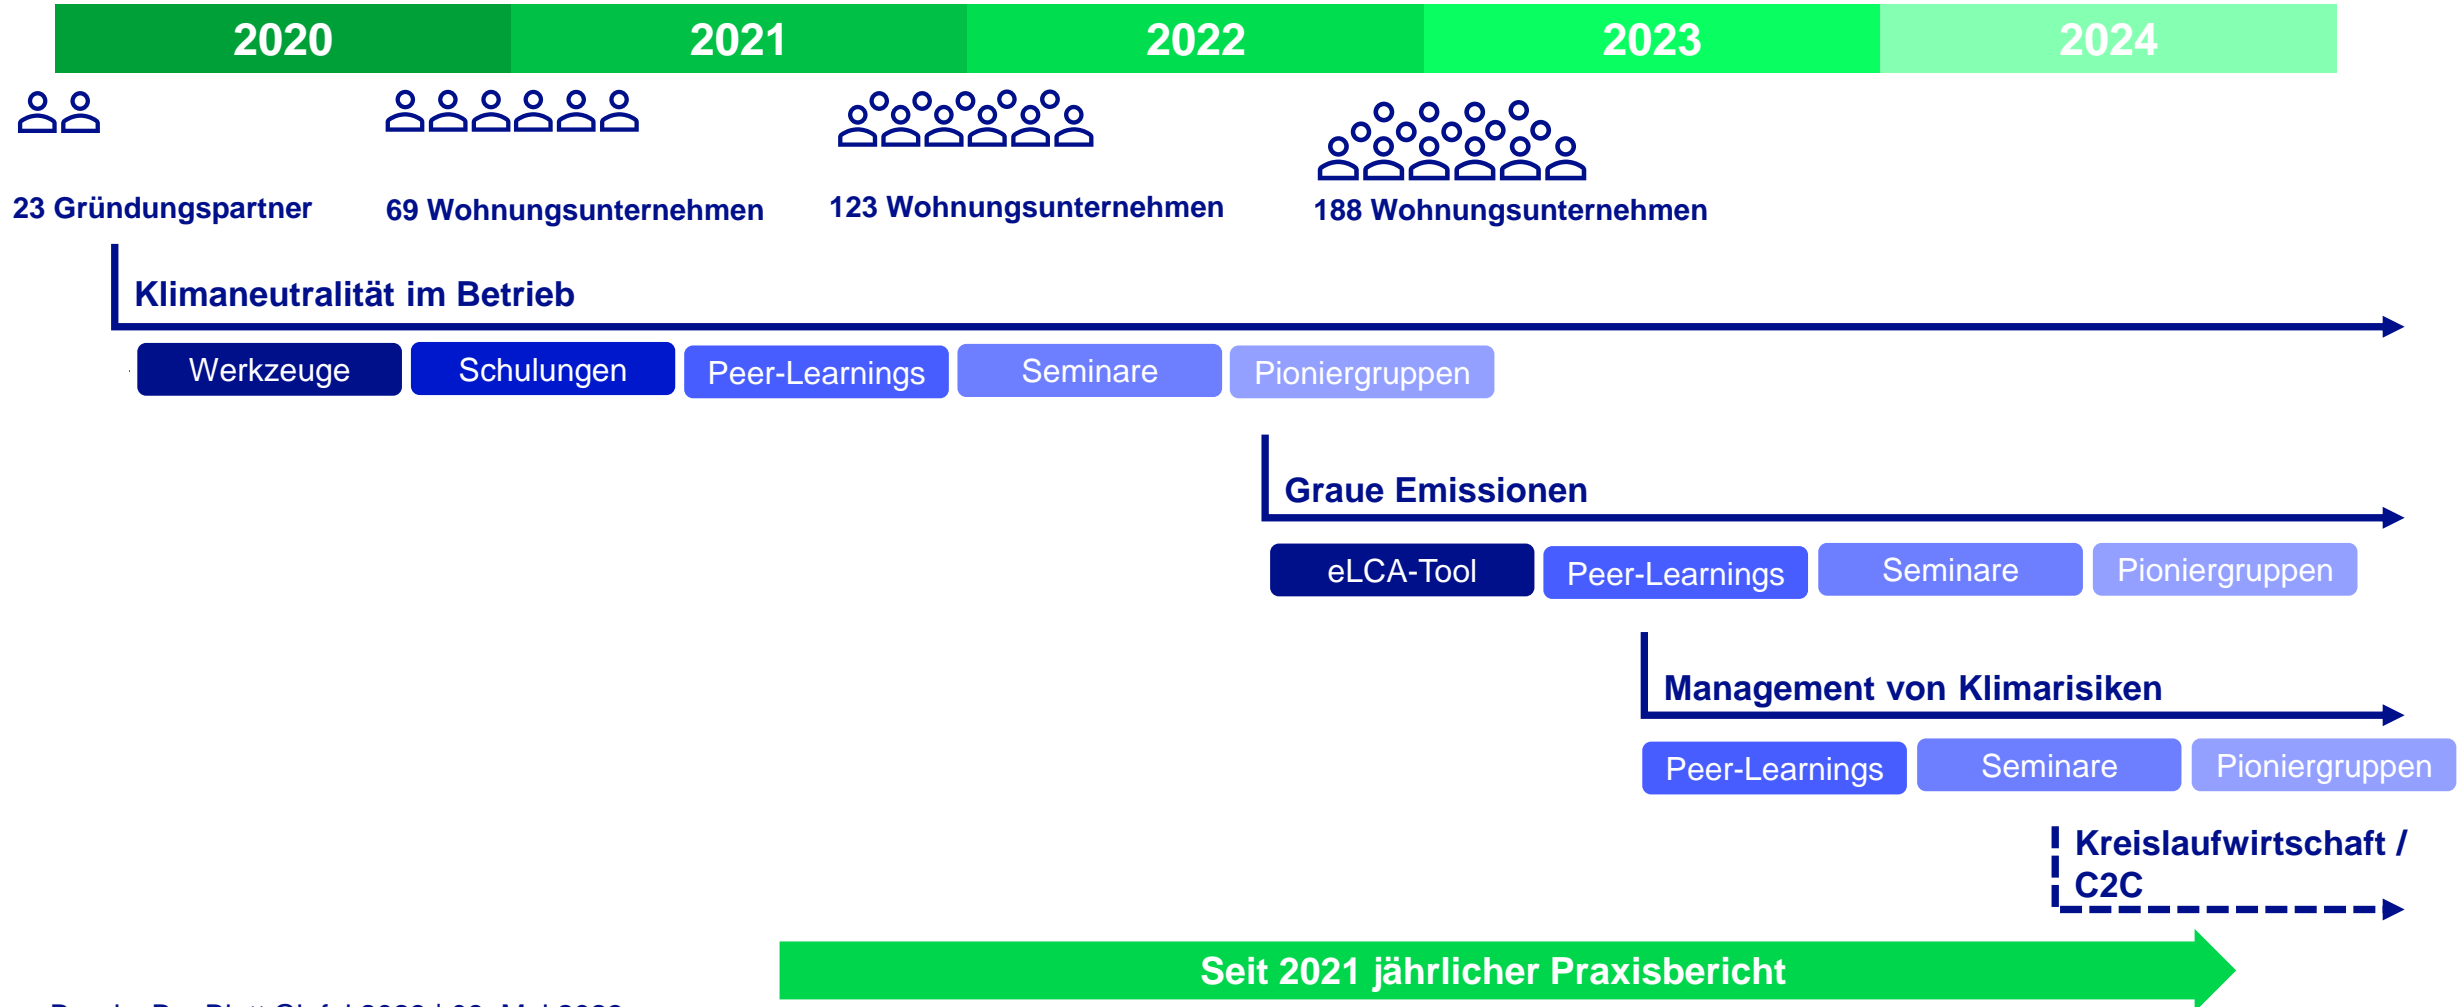 2020 2021 2022 2023 2024
23 Gründungspartner 69 Wohnungsunternehmen 123 Wohnungsunternehmen 188 Wohnungsunternehmen
Klimaneutralität im Betrieb
Werkzeuge Schulungen Peer-Learnings Seminare Pioniergruppen
Graue Emissionen
eLCA-Tool Peer-Learnings Seminare Pioniergruppen
Management von Klimarisiken
Peer-Learnings Seminare Pioniergruppen
Kreislaufwirtschaft /
C2C
Seit 2021 jährlicher Praxisbericht